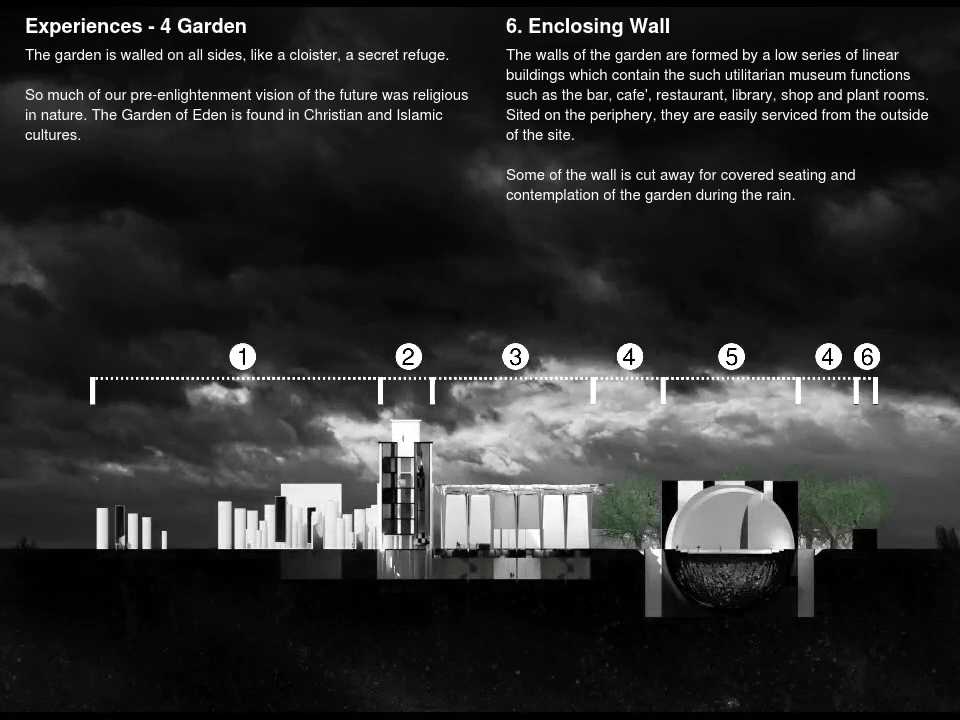 Experiences - 4 Garden
The garden is walled on all sides, like a cloister, a secret refuge.
So much of our pre-enlightenment vision of the future was religious
in nature. The Garden of Eden is found in Christian and Islamic
cultures.
6. Enclosing Wall
The walls of the garden are formed by a low series of linear
buildings which contain the such utilitarian museum functions
such as the bar, cafe', restaurant, library, shop and plant rooms.
Sited on the periphery, they are easily serviced from the outside
of the site.
Some of the wall is cut away for covered seating and
contemplation of the garden during the rain.
1 2 3 4 5 4 6